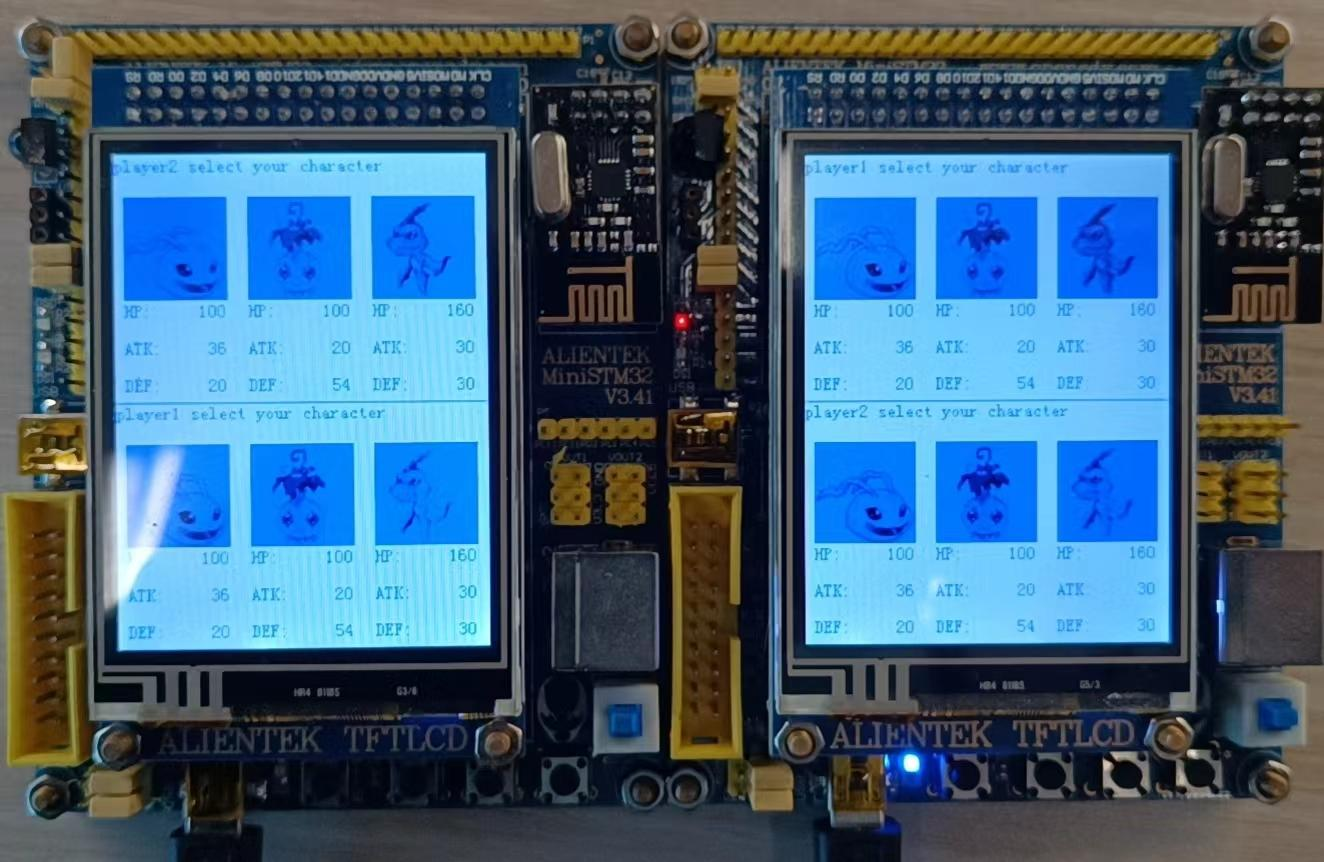 player2 select your character
HP: 100 HP: 100 HP: 160
ATK: 36 ATK: 20 ATK: 30
DEF: 20 DEF: 54 DEF: 30
player1 select your character
100 HP: 100 HP: 160
ATK: 36 ATK: 20 ATK: 30
DEF: 20 DEF: 54 DEF: 30
ALIENTEK TFTLCD
ALIENTEK
MiniSTM32
V3.41
USB
player1 select your character
HP: 100 HP: 100 HP: 160
ATK: 36 ATK: 20 ATK: 30
DEF: 20 DEF: 54 DEF: 30
player2 select your character
HP: 100 HP: 100 HP: 160
ATK: 36 ATK: 20 ATK: 30
DEF: 20 DEF: 54 DEF: 30
ALIENTEK TFTLCD
IENTEK
niSTM32
V3.41